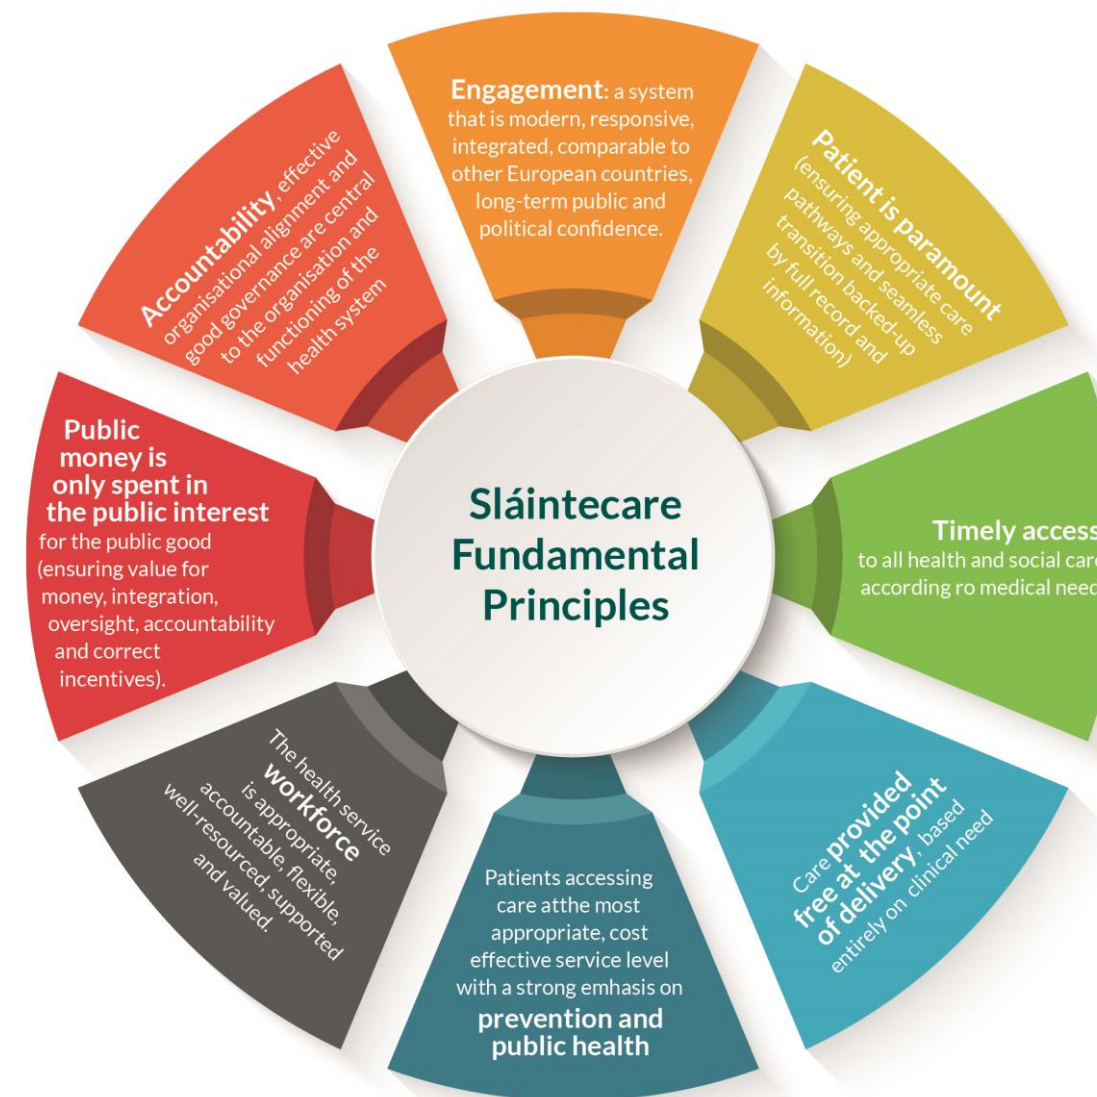 Sláintecare
Fundamental
Principles
Engagement: a system
that is modern, responsive,
integrated, comparable to
other European countries,
long-term public and
political confidence.
Patient is paramount
(ensuring appropriate care
pathways and seamless
transition backed-up
by full record and
information)
Timely access
to all health and social care
according ro medical need
Care provided
free at the point
of delivery, based
entirely on clinical need
Patients accessing
care atthe most
appropriate, cost
effective service level
with a strong emhasis on
prevention and
public health
The health service
workforce
is appropriate,
accountable, flexible,
well-resourced, supported
and valued.
Public
money is
only spent in
the public interest
for the public good
(ensuring value for
money, integration,
oversight, accountability
and correct
incentives).
Accountability, effective
organisational alignment and
good governance are central
to the organisation and
functioning of the
health system